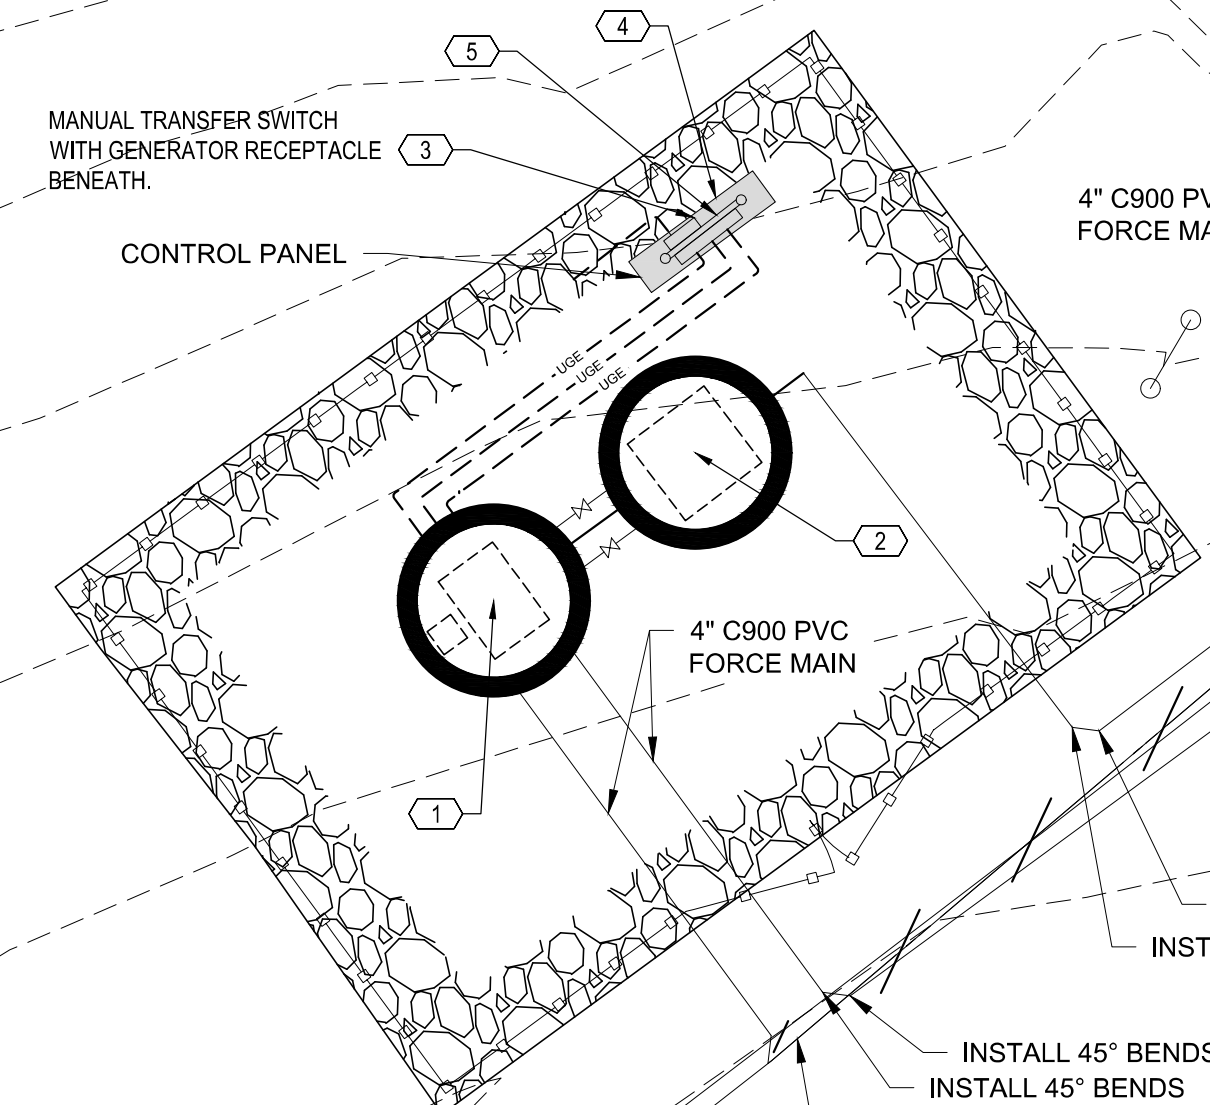 4
5
MANUAL TRANSFER SWITCH
WITH GENERATOR RECEPTACLE
BENEATH.
3
CONTROL PANEL
4" C900 PV
FORCE MA
UGE
UGE
UGE
2
4" C900 PVC
FORCE MAIN
1
INST
INSTALL 45° BENDS
INSTALL 45° BENDS